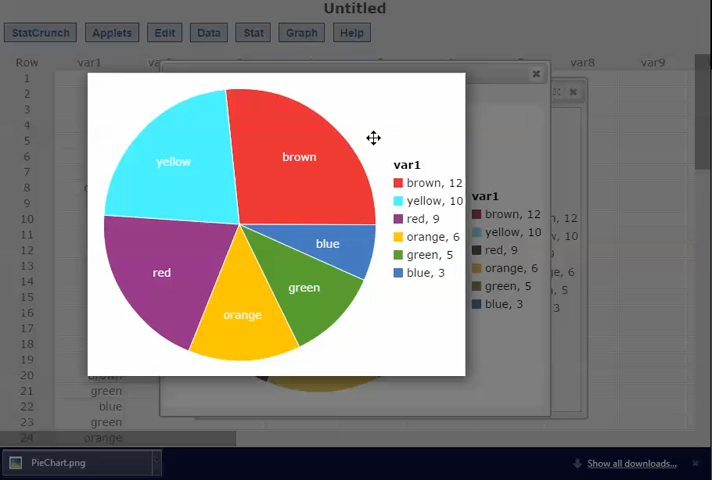 Untitled
StatCrunch Applets Edit Data Stat Graph Help
Row var1 var8 var9
1
2
3
4
5
6
7
8
9
10
11
12
13
14
15
16
17
18
19
20 brown
21 green
22 blue
23 green
24 orange
yellow
brown
red
blue
green
orange
var1
brown, 12
yellow, 10
red, 9
orange, 6
green, 5
blue, 3
var1
brown, 12
yellow, 10
red, 9
orange, 6
green, 5
blue, 3
PieChart.png
Show all downloads...